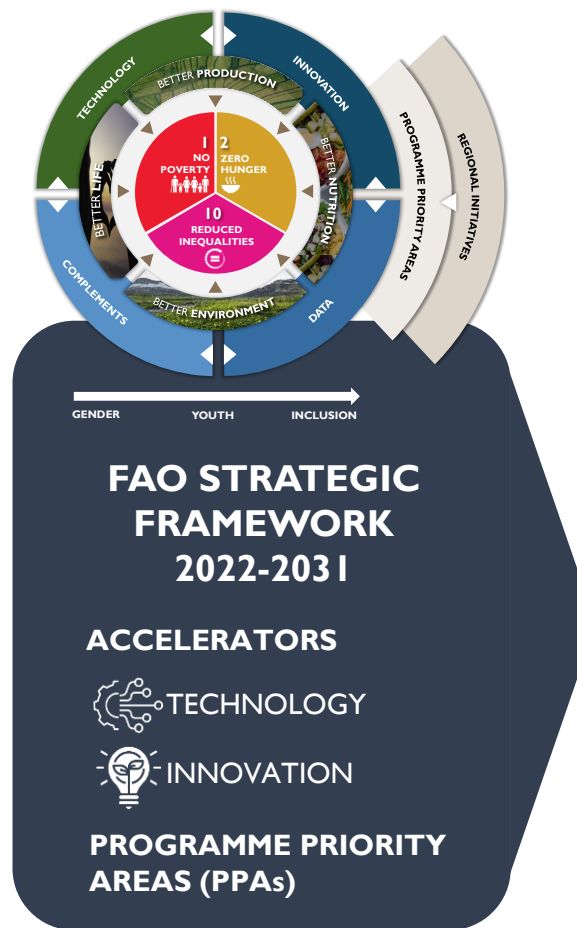 TECHNOLOGY
INNOVATION
BETTER PRODUCTION
BETTER LIFE
BETTER NUTRITION
1
NO
POVERTY
2
ZERO
HUNGER
10
REDUCED
INEQUALITIES
BETTER ENVIRONMENT
COMPLEMENTS
DATA
PROGRAMME PRIORITY AREAS
REGIONAL INITIATIVES
GENDER YOUTH INCLUSION
FAO STRATEGIC
FRAMEWORK
2022-2031
ACCELERATORS
TECHNOLOGY
INNOVATION
PROGRAMME PRIORITY
AREAS (PPAs)